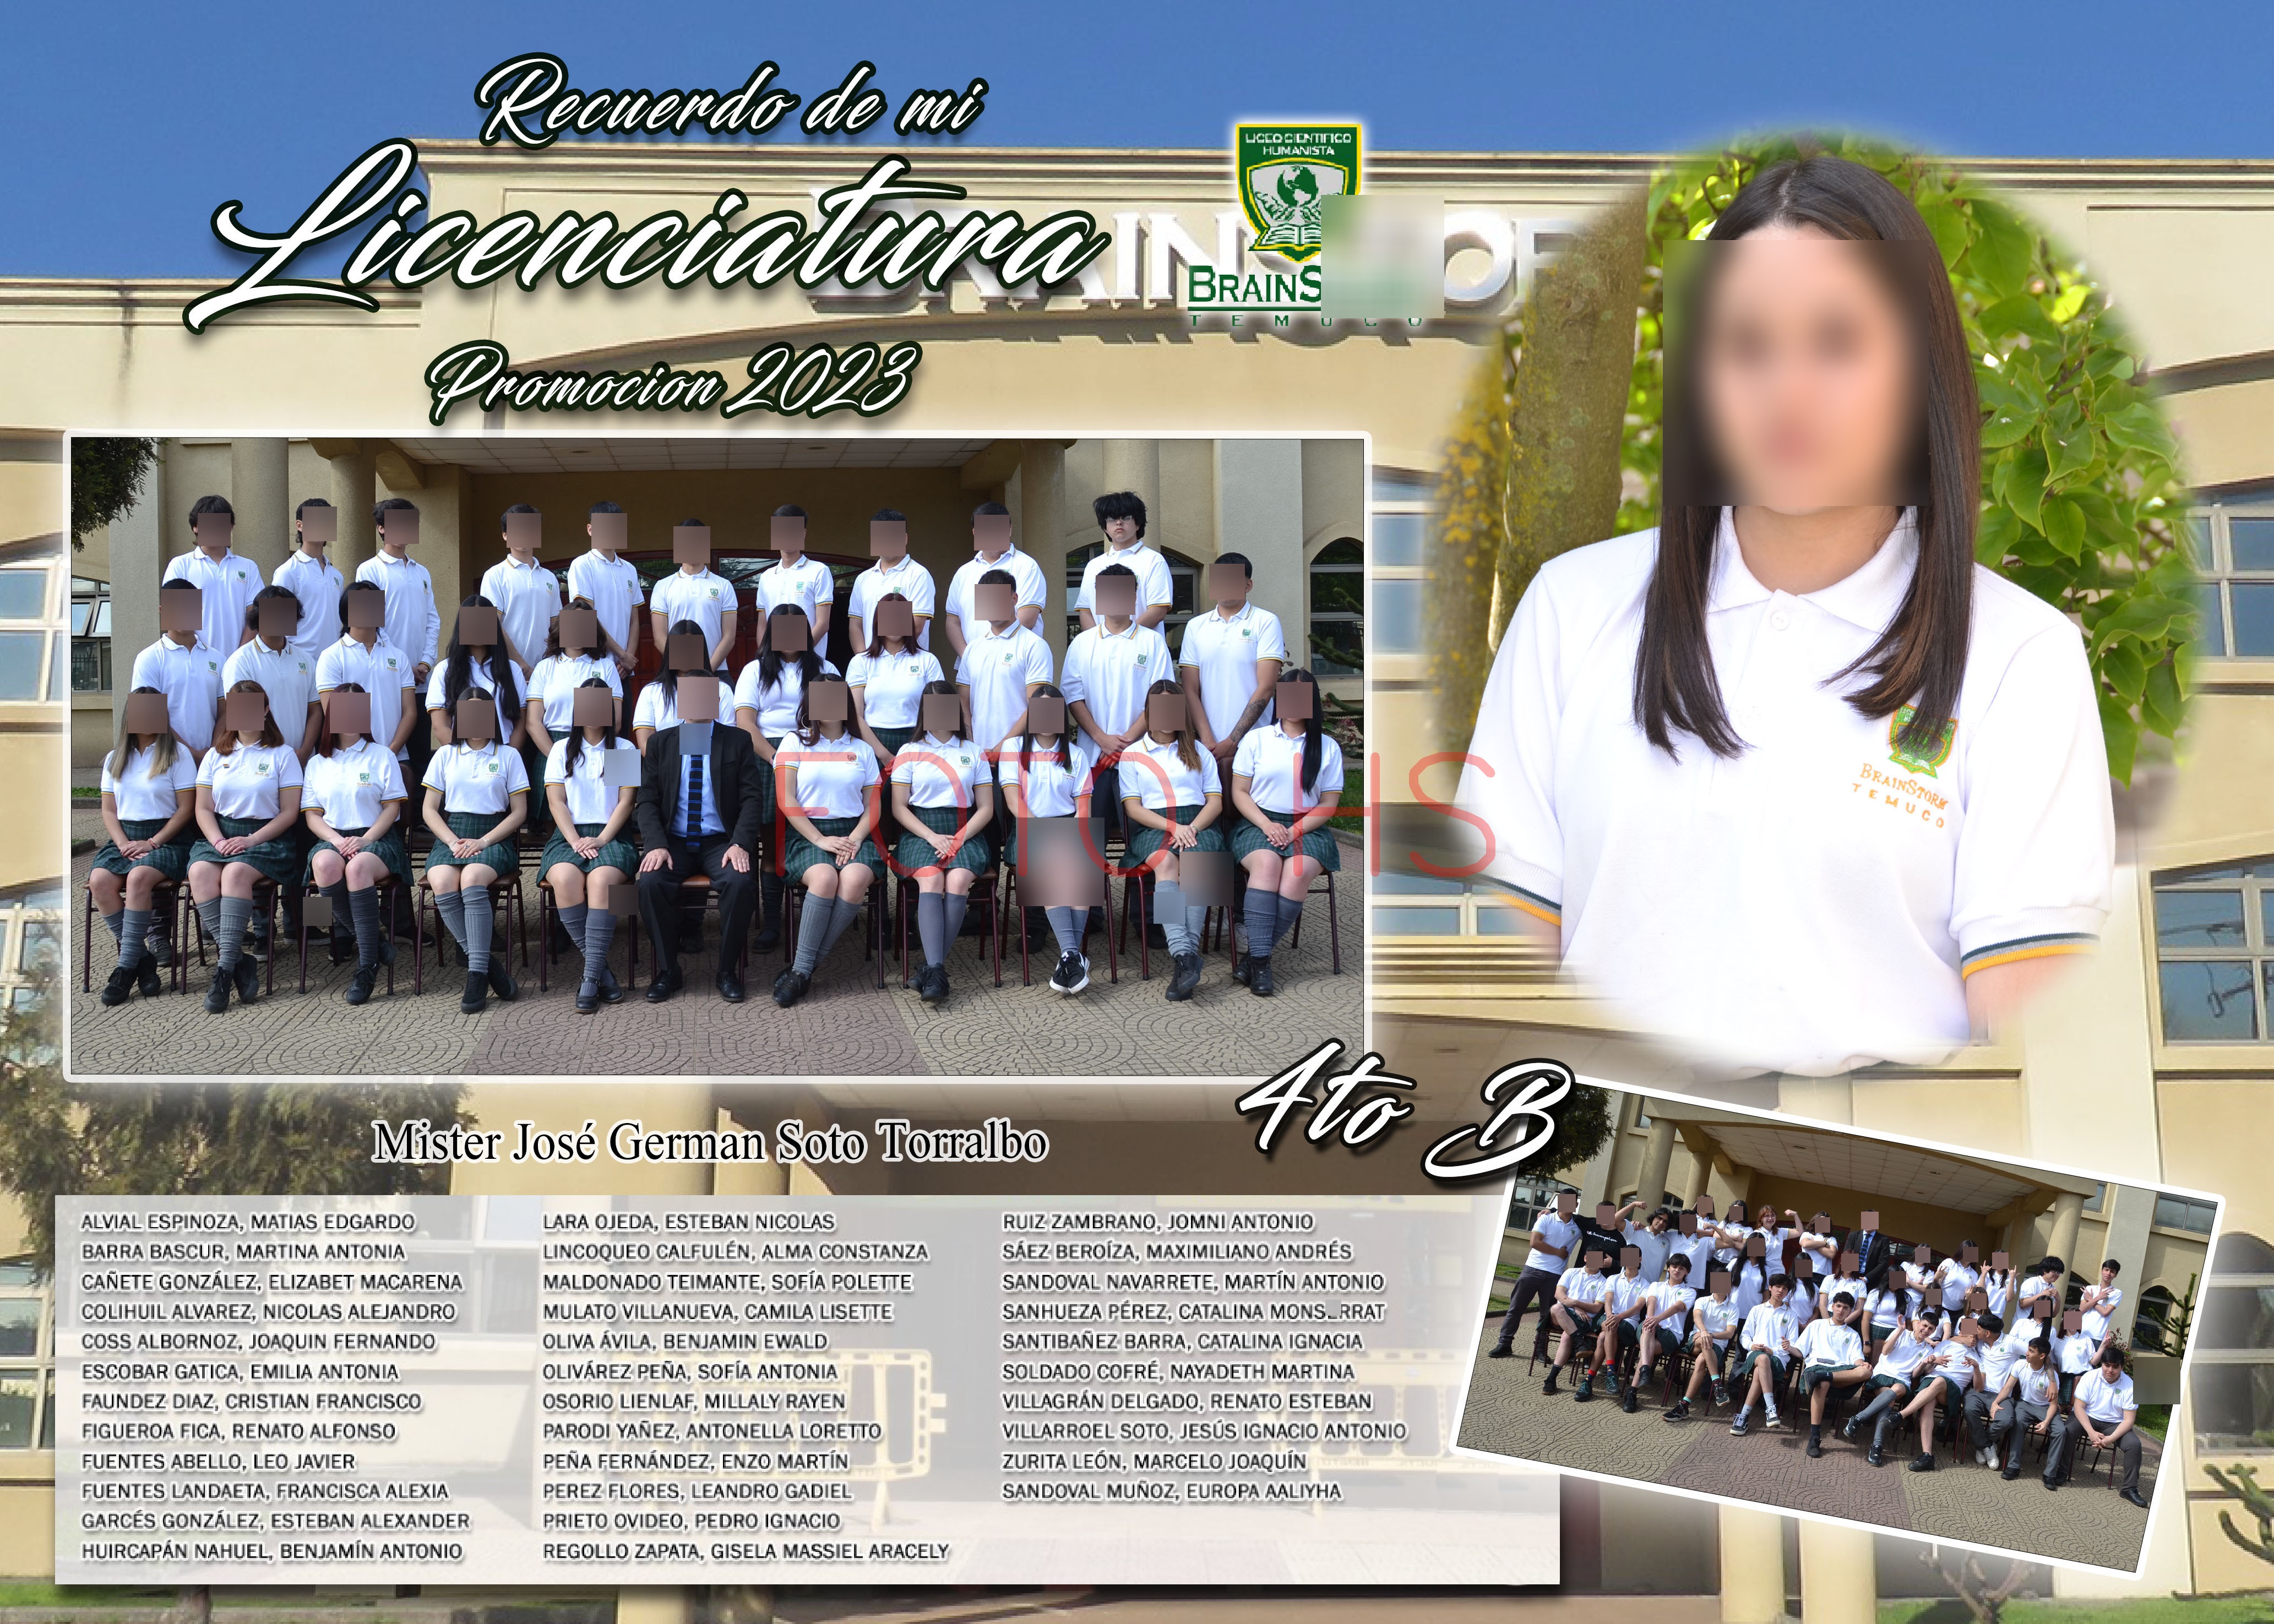 Recuerdo de mi
Licenciatura
Promocion 2023
LICEO CIENTIFICO
HUMANISTA
BRAINS
TEMUCO
FOTO HS
BRAINSTORM
TEMUCO
4to B
Mister José German Soto Torralbo
ALVIAL ESPINOZA, MATIAS EDGARDO
BARRA BASCUR, MARTINA ANTONIA
CAÑETE GONZÁLEZ, ELIZABET MACARENA
COLIHUIL ALVAREZ, NICOLAS ALEJANDRO
COSS ALBORNOZ, JOAQUIN FERNANDO
ESCOBAR GATICA, EMILIA ANTONIA
FAUNDEZ DIAZ, CRISTIAN FRANCISCO
FIGUEROA FICA, RENATO ALFONSO
FUENTES ABELLO, LEO JAVIER
FUENTES LANDAETA, FRANCISCA ALEXIA
GARCÉS GONZÁLEZ, ESTEBAN ALEXANDER
HUIRCAPÁN NAHUEL, BENJAMÍN ANTONIO
LARA OJEDA, ESTEBAN NICOLAS
LINCOQUEO CALFULÉN, ALMA CONSTANZA
MALDONADO TEIMANTE, SOFÍA POLETTE
MULATO VILLANUEVA, CAMILA LISETTE
OLIVA ÁVILA, BENJAMIN EWALD
OLIVÁREZ PEÑA, SOFÍA ANTONIA
OSORIO LIENLAF, MILLALY RAYEN
PARODI YAÑEZ, ANTONELLA LORETTO
PEÑA FERNÁNDEZ, ENZO MARTÍN
PEREZ FLORES, LEANDRO GADIEL
PRIETO OVIDEO, PEDRO IGNACIO
REGOLLO ZAPATA, GISELA MASSIEL ARACELY
RUIZ ZAMBRANO, JOMNI ANTONIO
SÁEZ BEROÍZA, MAXIMILIANO ANDRÉS
SANDOVAL NAVARRETE, MARTÍN ANTONIO
SANHUEZA PÉREZ, CATALINA
SANTIBAÑEZ BARRA, CATALINA IGNACIA
SOLDADO COFRÉ, NAYADETH MARTINA
VILLAGRÁN DELGADO, RENATO ESTEBAN
VILLARROEL SOTO, JESÚS IGNACIO ANTONIO
ZURITA LEÓN, MARCELO JOAQUÍN
SANDOVAL MUÑOZ, EUROPA AALIYHA